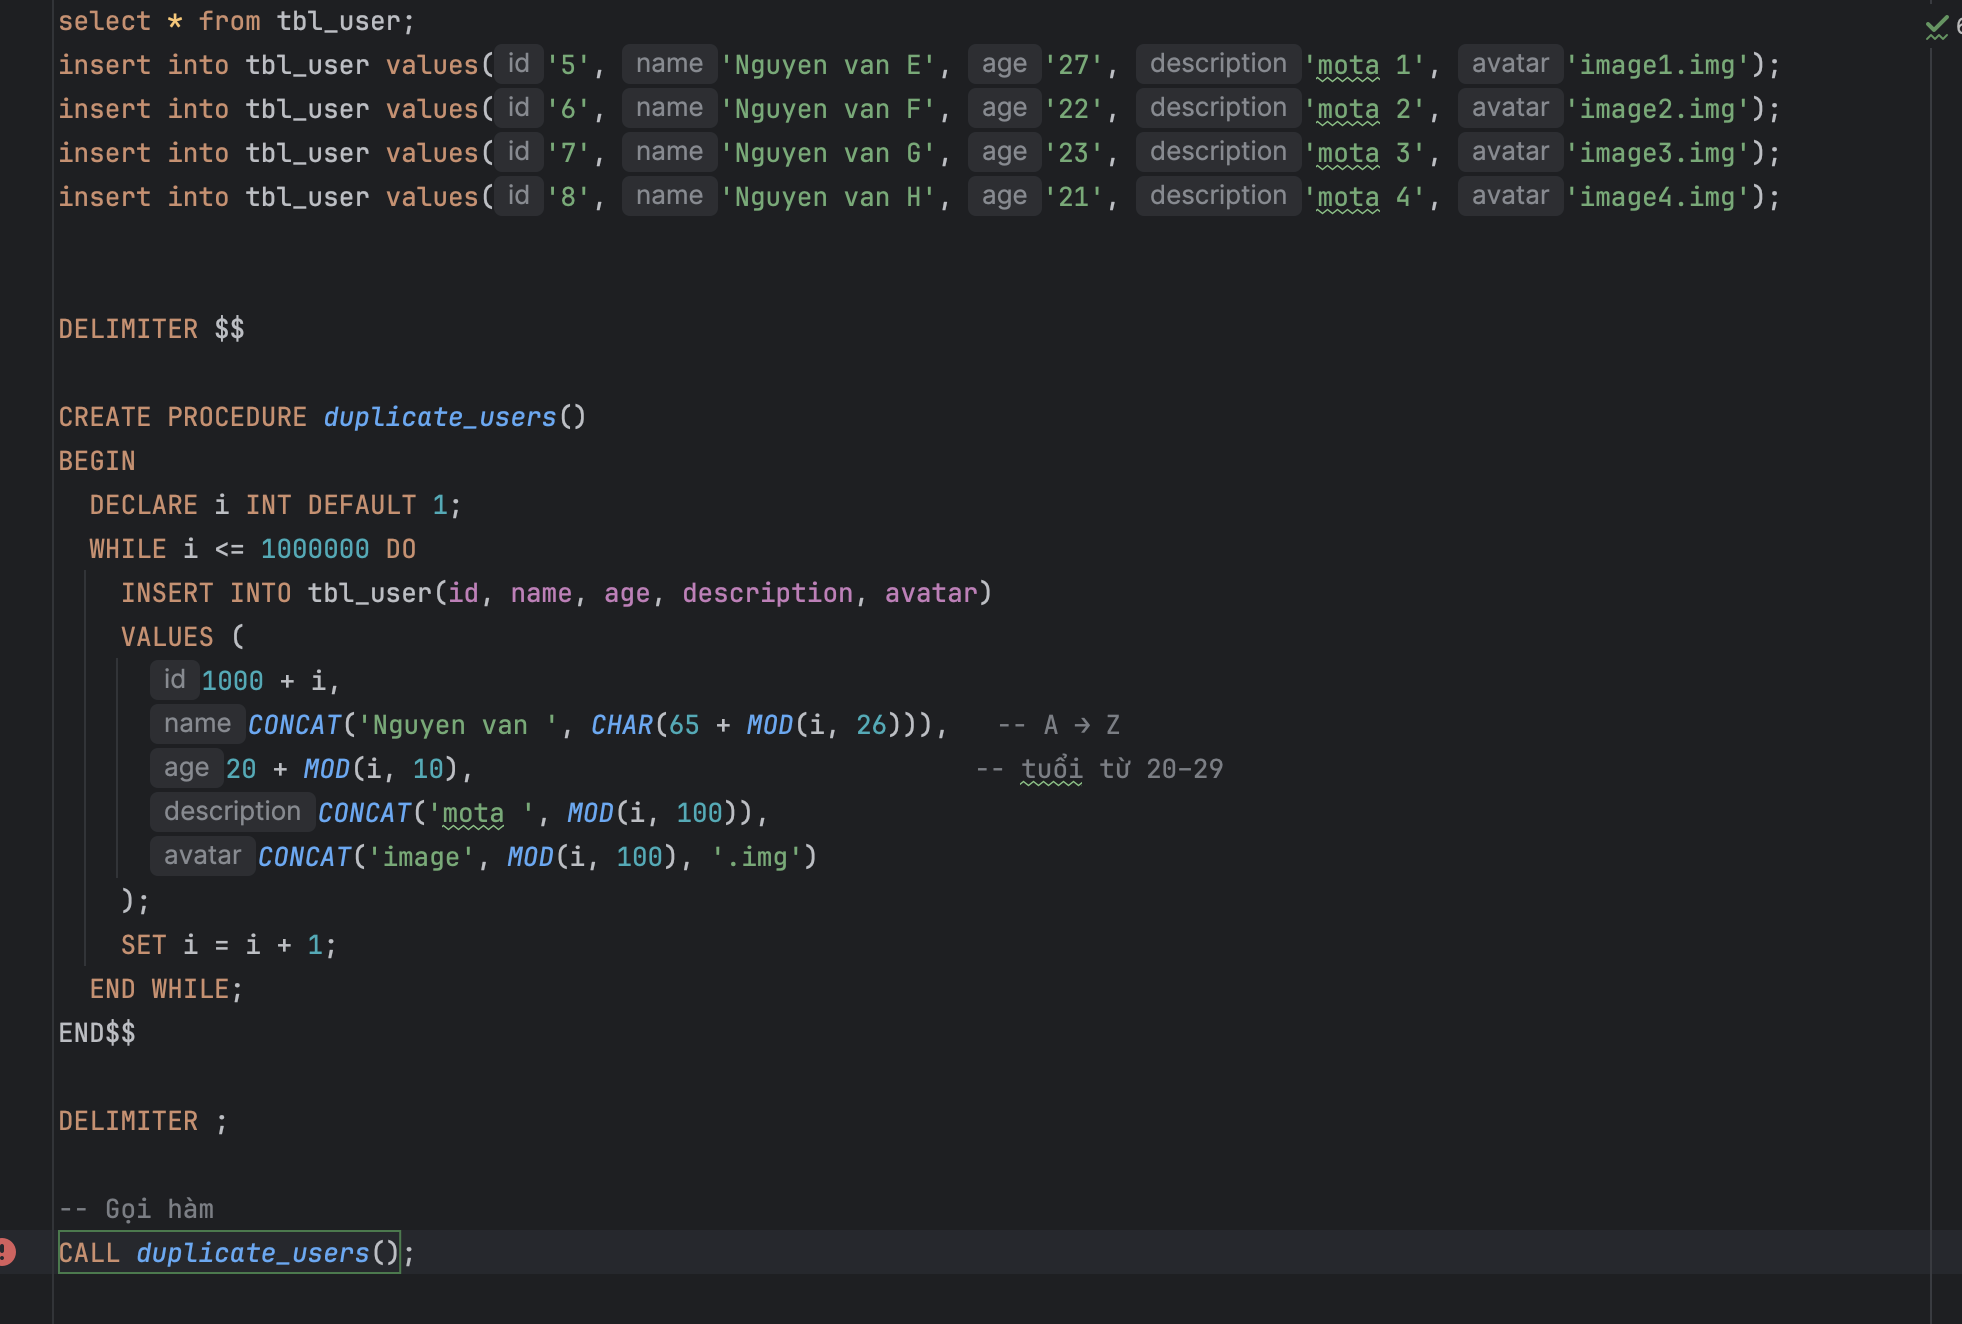 select * from tbl_user;
insert into tbl_user values( id '5', name 'Nguyen van E', age '27', description 'mota 1', avatar 'image1.img');
insert into tbl_user values( id '6', name 'Nguyen van F', age '22', description 'mota 2', avatar 'image2.img');
insert into tbl_user values( id '7', name 'Nguyen van G', age '23', description 'mota 3', avatar 'image3.img');
insert into tbl_user values( id '8', name 'Nguyen van H', age '21', description 'mota 4', avatar 'image4.img');
DELIMITER $$
CREATE PROCEDURE duplicate_users()
BEGIN
DECLARE i INT DEFAULT 1;
WHILE i <= 1000000 DO
INSERT INTO tbl_user(id, name, age, description, avatar)
VALUES (
id 1000 + i,
name CONCAT('Nguyen van ', CHAR(65 + MOD(i, 26))), -- A → Z
age 20 + MOD(i, 10), -- tuổi từ 20-29
description CONCAT('mota ', MOD(i, 100)),
avatar CONCAT('image', MOD(i, 100), '.img')
);
SET i = i + 1;
END WHILE;
END$$
DELIMITER ;
-- Gọi hàm
CALL duplicate_users();